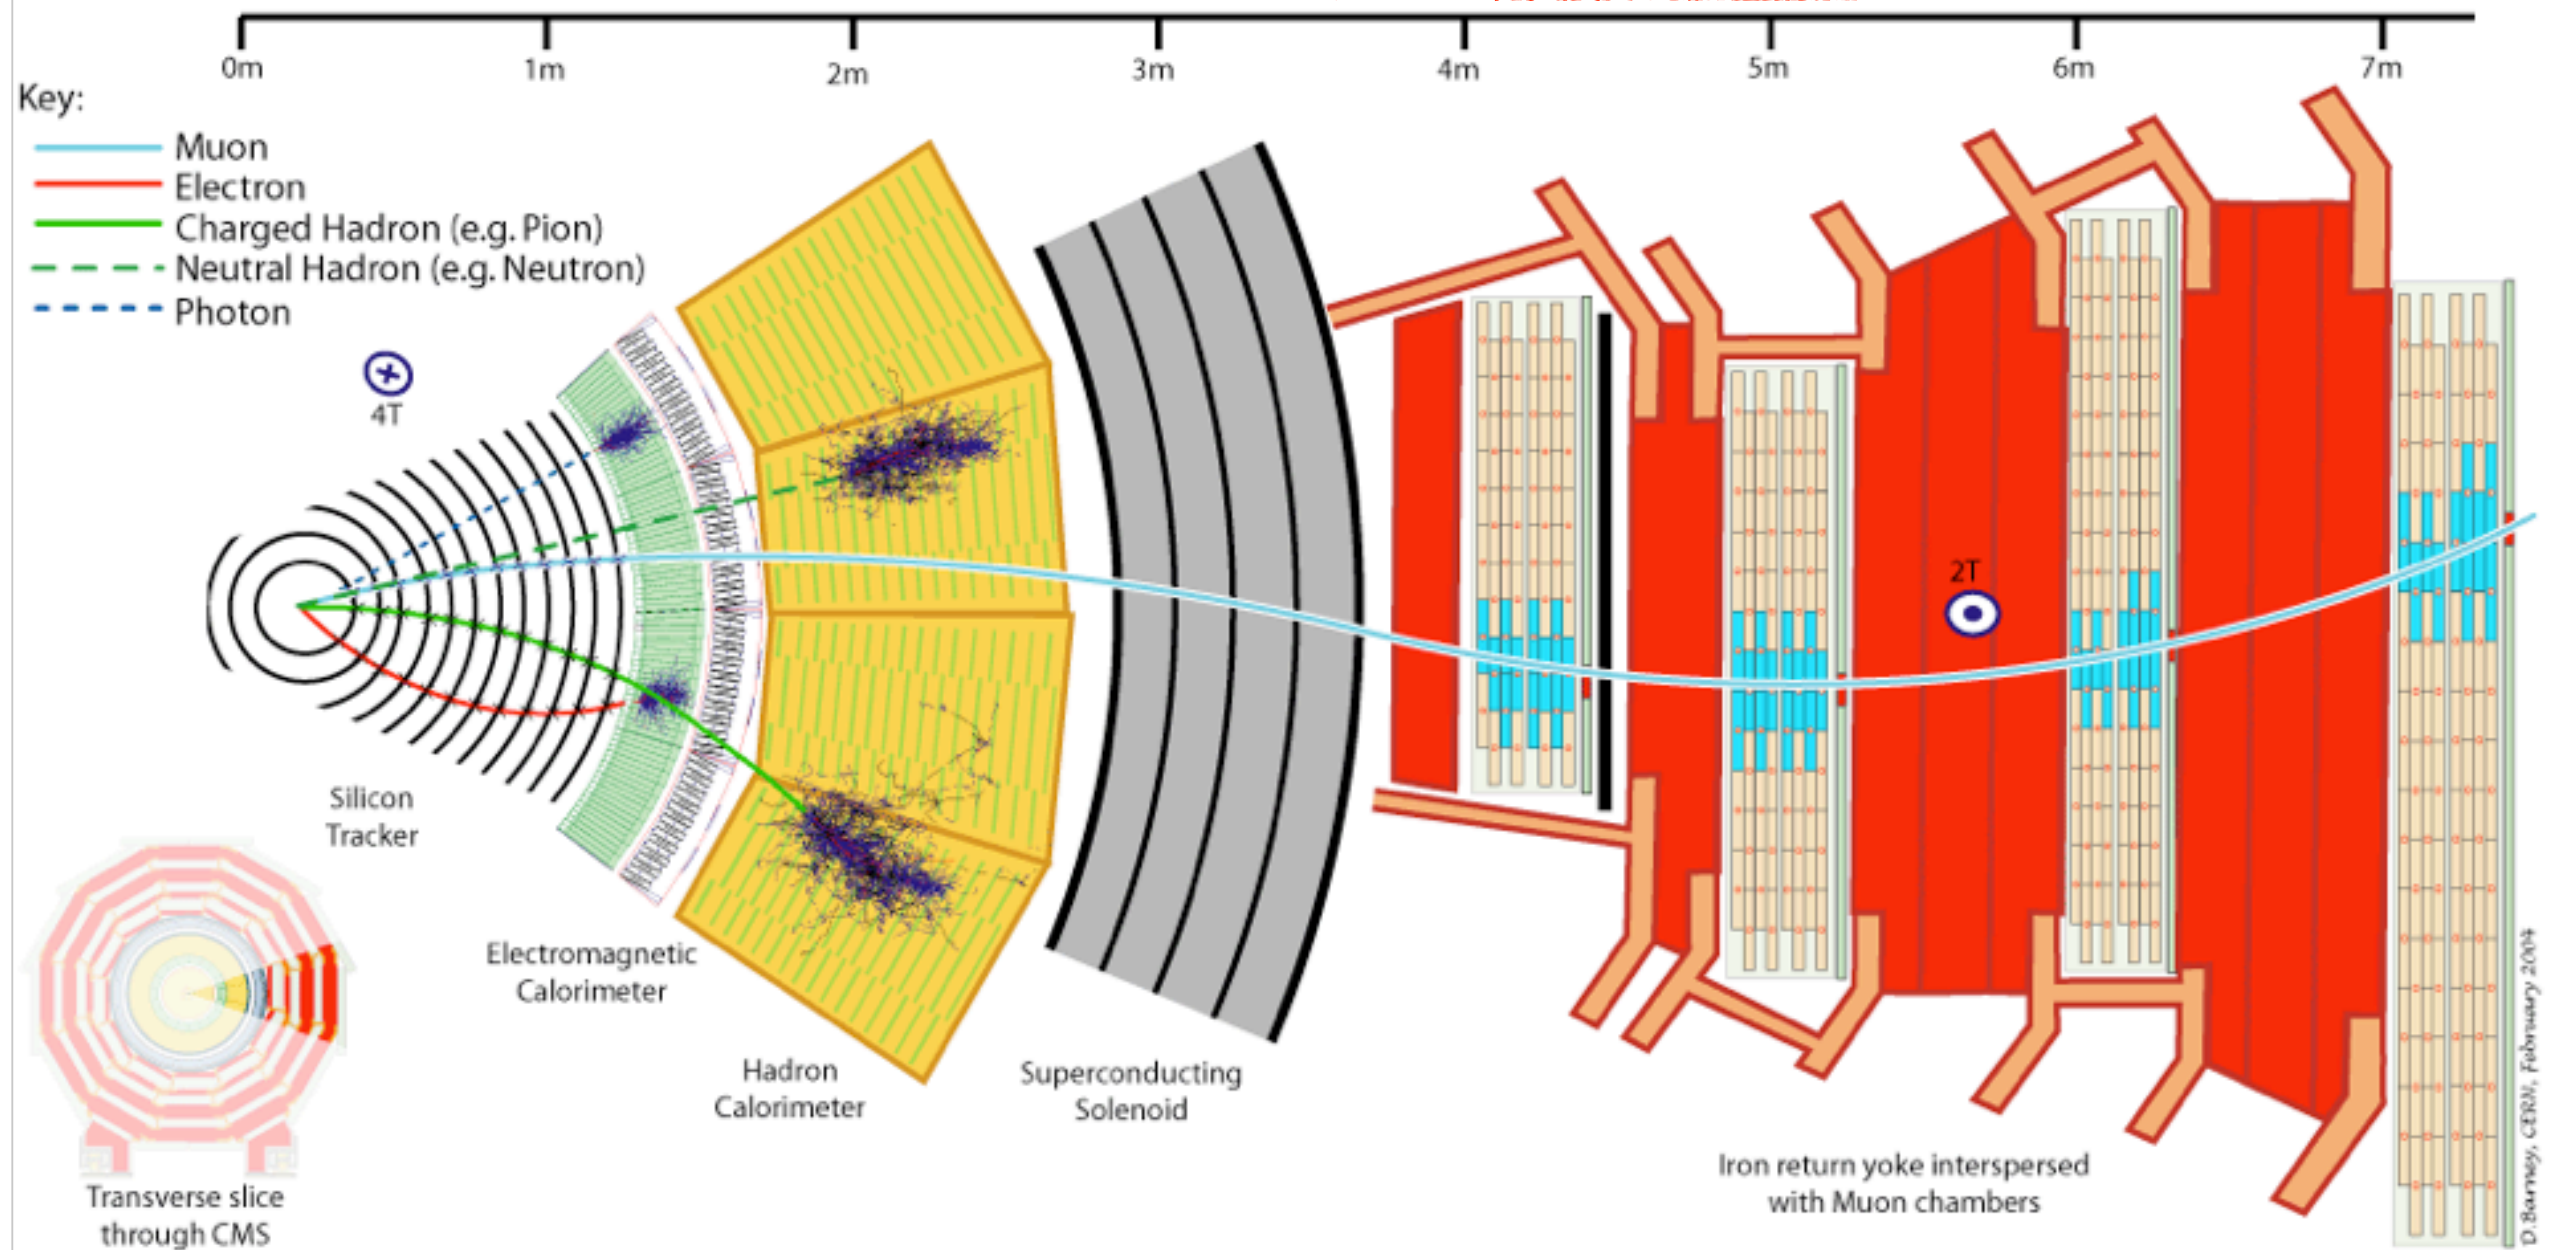 0m 1m 2m 3m 4m 5m 6m 7m
Key:
Muon
Electron
Charged Hadron (e.g. Pion)
Neutral Hadron (e.g. Neutron)
Photon
4T
2T
Silicon
Tracker
Electromagnetic
Calorimeter
Hadron
Calorimeter
Superconducting
Solenoid
Iron return yoke interspersed
with Muon chambers
Transverse slice
through CMS
D.Barney, CERN, February 2004